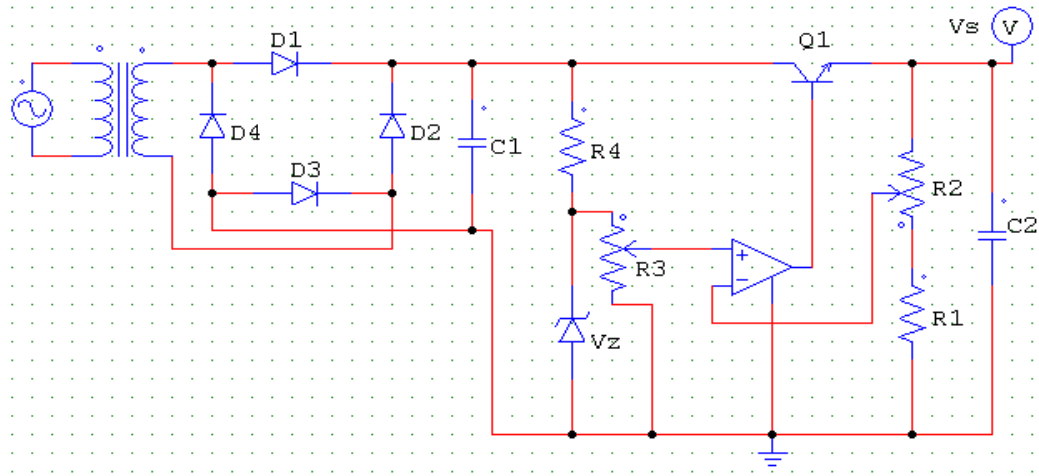 Vs
V
D1
Q1
D4
D2
C1
R4
D3
R2
C2
R3
+
−
R1
Vz